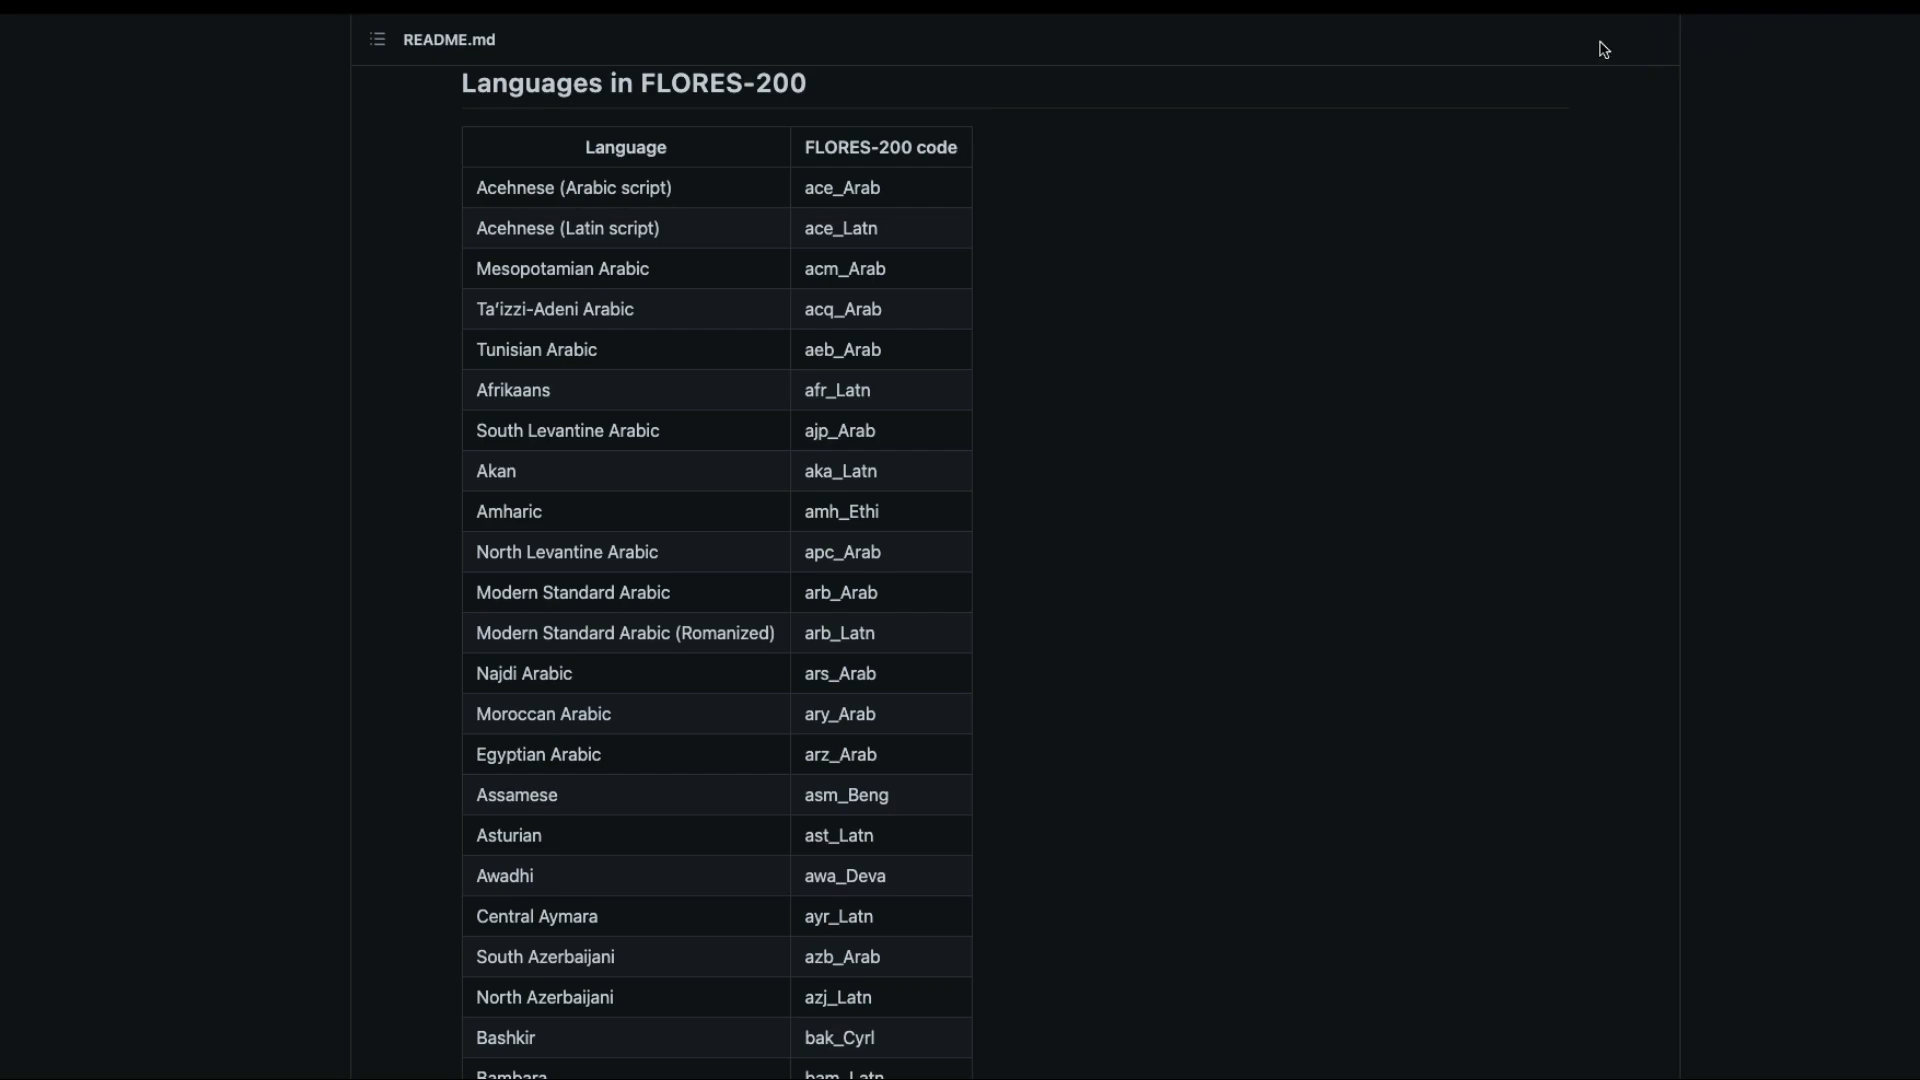 README.md
Languages in FLORES-200
Language FLORES-200 code
Acehnese (Arabic script) ace_Arab
Acehnese (Latin script) ace_Latn
Mesopotamian Arabic acm_Arab
Ta’izzi-Adeni Arabic acq_Arab
Tunisian Arabic aeb_Arab
Afrikaans afr_Latn
South Levantine Arabic ajp_Arab
Akan aka_Latn
Amharic amh_Ethi
North Levantine Arabic apc_Arab
Modern Standard Arabic arb_Arab
Modern Standard Arabic (Romanized) arb_Latn
Najdi Arabic ars_Arab
Moroccan Arabic ary_Arab
Egyptian Arabic arz_Arab
Assamese asm_Beng
Asturian ast_Latn
Awadhi awa_Deva
Central Aymara ayr_Latn
South Azerbaijani azb_Arab
North Azerbaijani azj_Latn
Bashkir bak_Cyrl
Bambara bam_Latn